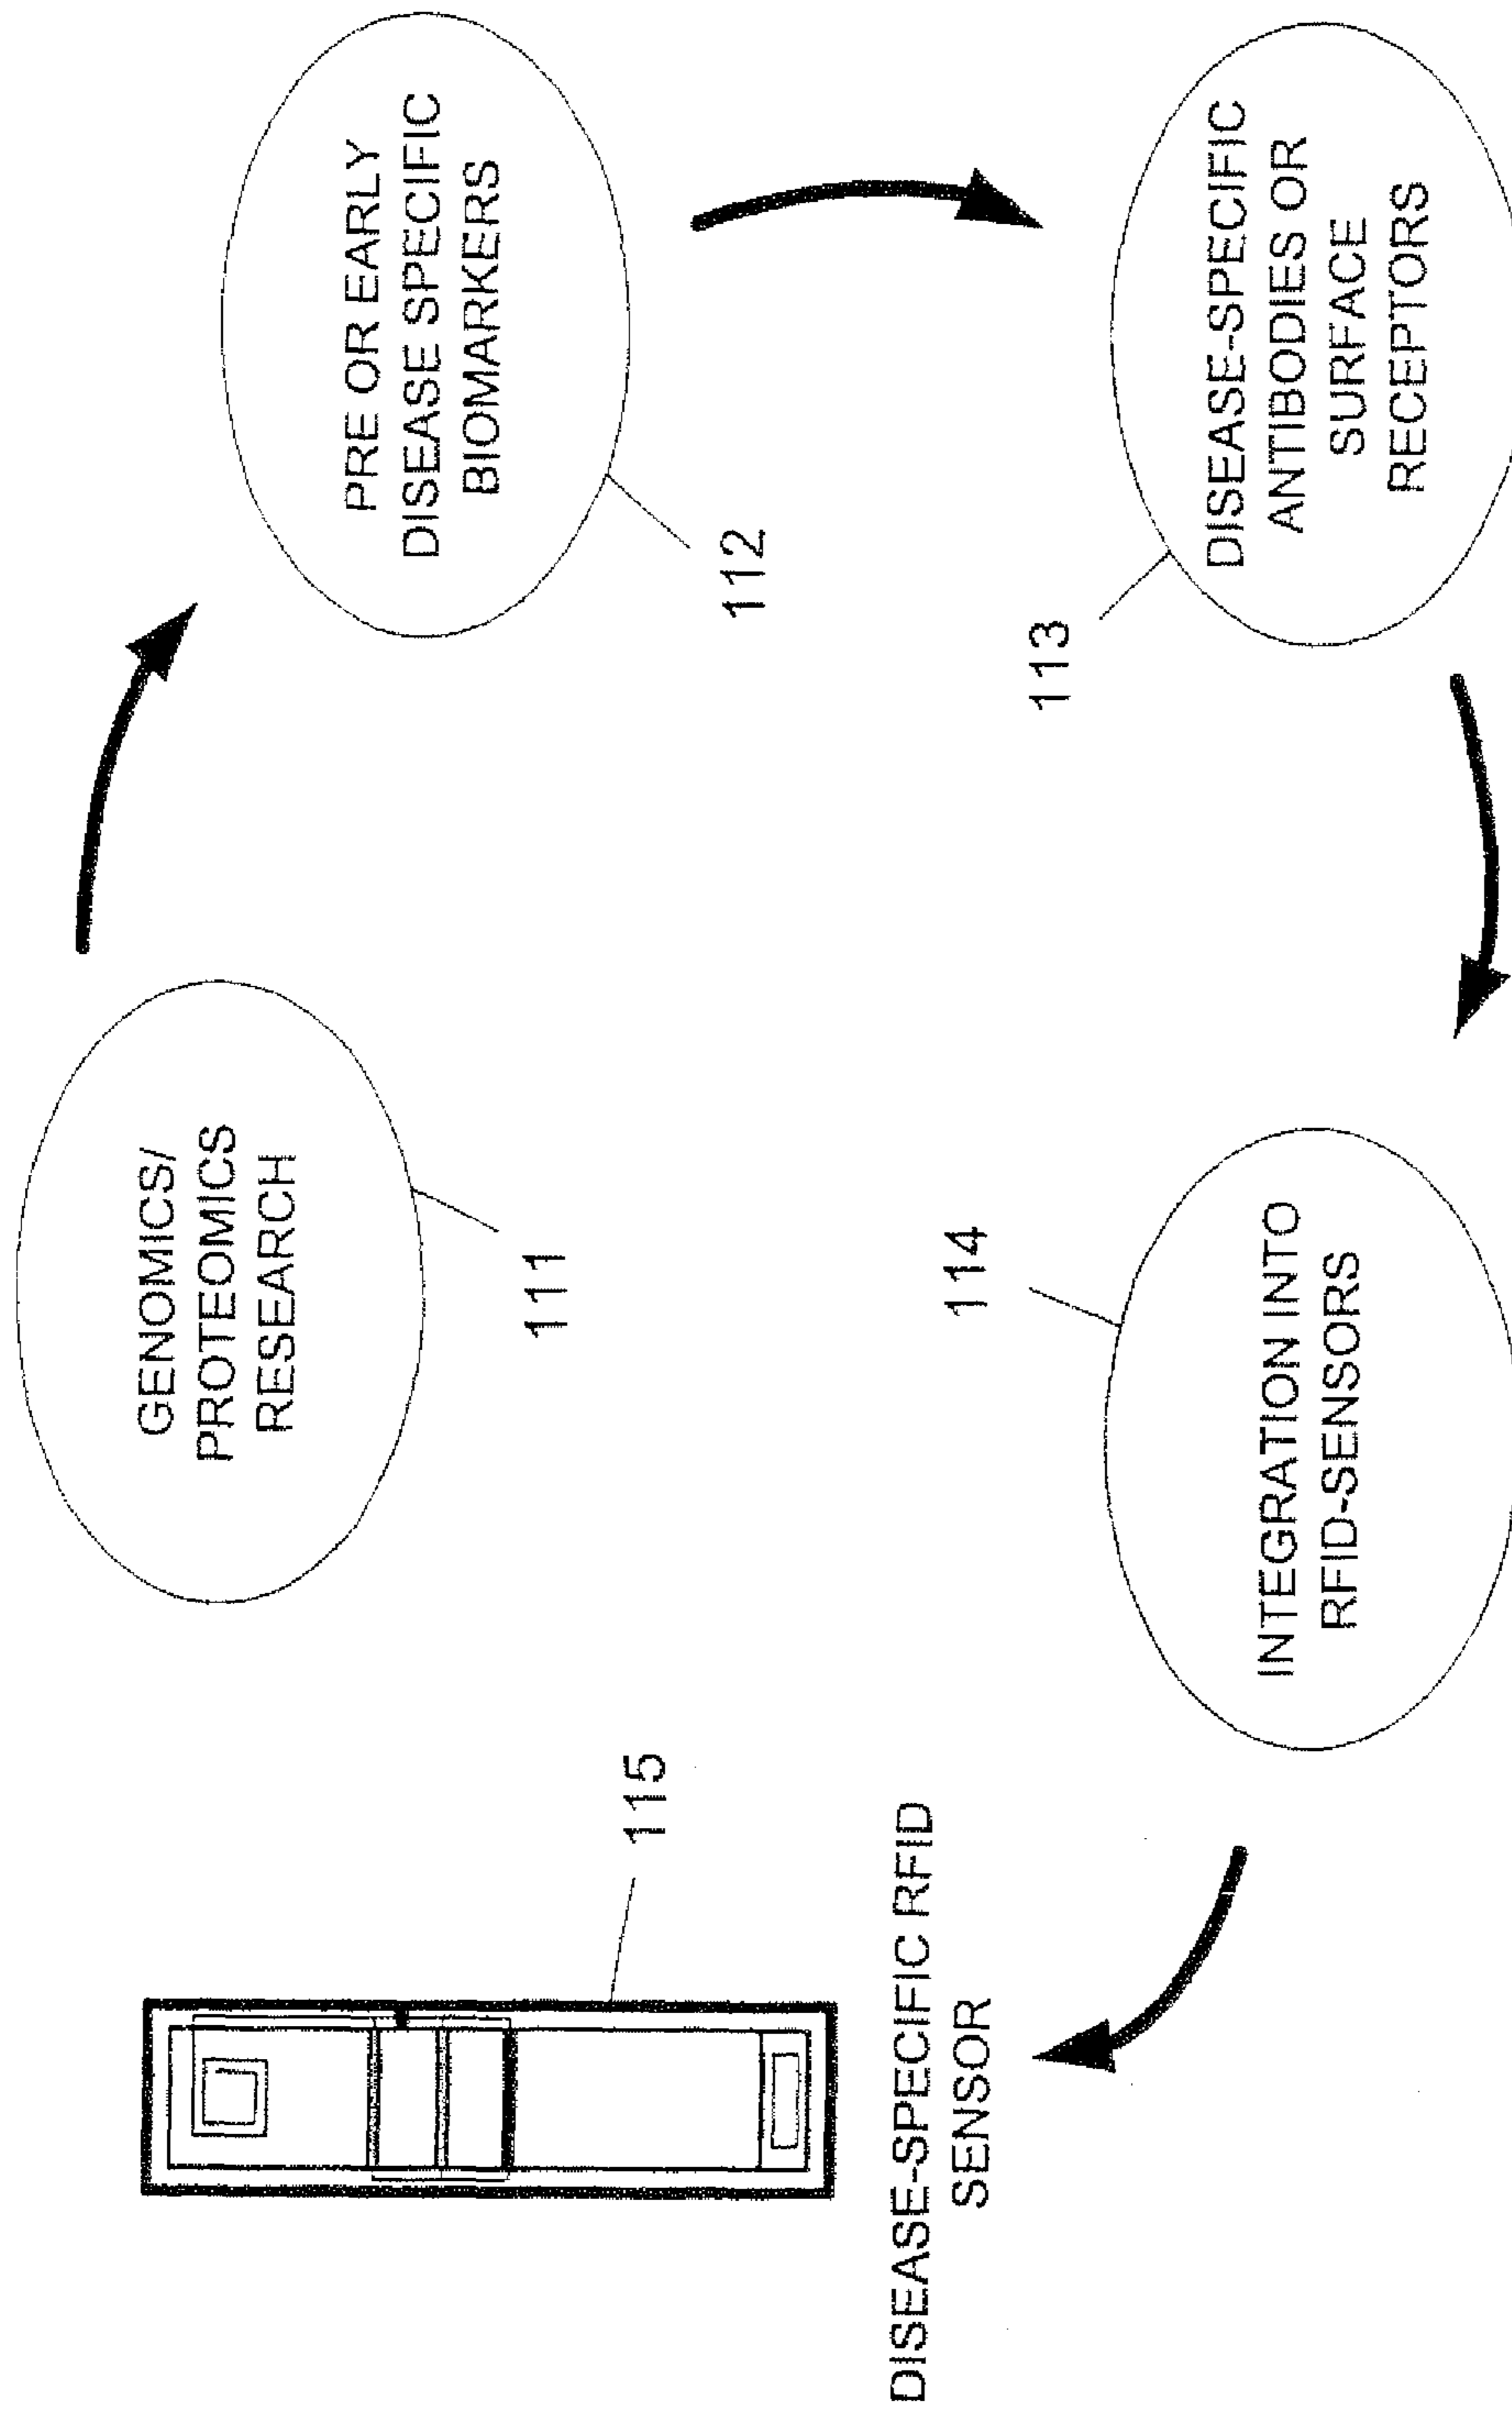 GENOMICS/
PROTEOMICS
RESEARCH
111
PRE OR EARLY
DISEASE SPECIFIC
BIOMARKERS
112
DISEASE-SPECIFIC
ANTIBODIES OR
SURFACE
RECEPTORS
113
INTEGRATION INTO
RFID-SENSORS
114
115
DISEASE-SPECIFIC RFID
SENSOR